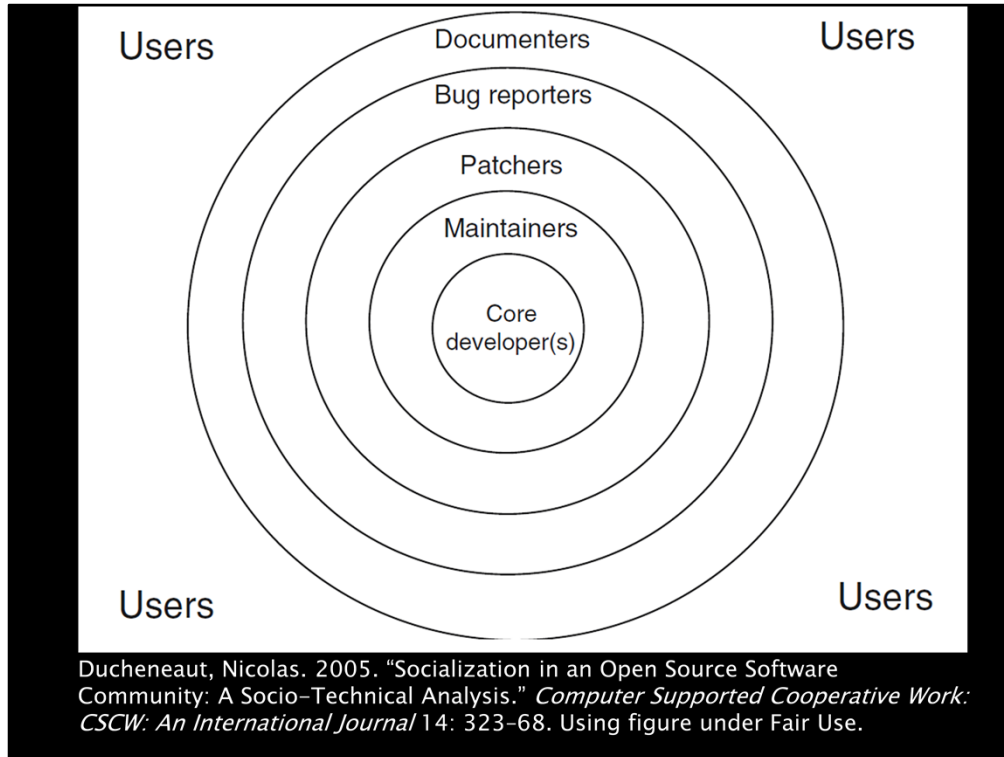 Users
Documenters
Users
Bug reporters
Patchers
Maintainers
Core
developer(s)
Users
Users
Ducheneaut, Nicolas. 2005. “Socialization in an Open Source Software
Community: A Socio-Technical Analysis.” Computer Supported Cooperative Work:
CSCW: An International Journal 14: 323–68. Using figure under Fair Use.